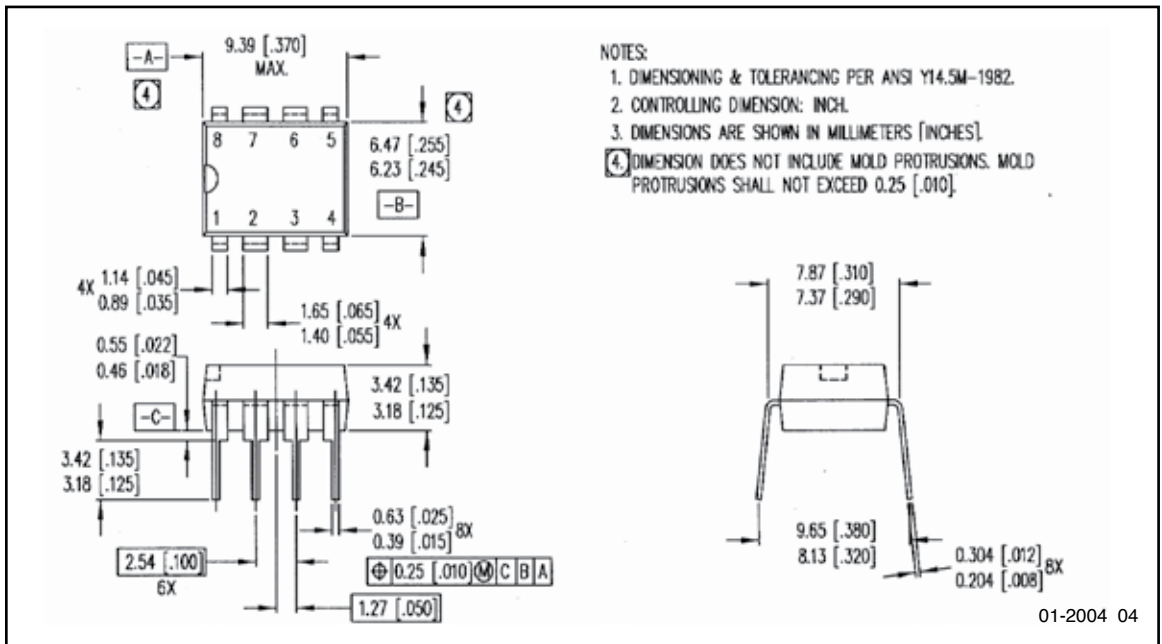 -A-
4
9.39 [.370]
MAX.
4
8 7 6 5
1 2 3 4
6.47 [.255]
6.23 [.245]
-B-
NOTES:
1. DIMENSIONING & TOLERANCING PER ANSI Y14.5M-1982.
2. CONTROLLING DIMENSION: INCH.
3. DIMENSIONS ARE SHOWN IN MILLIMETERS [INCHES].
4. DIMENSION DOES NOT INCLUDE MOLD PROTRUSIONS. MOLD
PROTRUSIONS SHALL NOT EXCEED 0.25 [.010].
4X 1.14 [.045]
0.89 [.035]
1.65 [.065] 4X
1.40 [.055]
0.55 [.022]
0.46 [.018]
3.42 [.135]
3.18 [.125]
-C-
3.42 [.135]
3.18 [.125]
0.63 [.025] 8X
0.39 [.015]
2.54 [.100]
6X
⌖ 0.25 [.010] Ⓜ C B A
1.27 [.050]
7.87 [.310]
7.37 [.290]
9.65 [.380]
8.13 [.320]
0.304 [.012] 8X
0.204 [.008]
01-2004 04